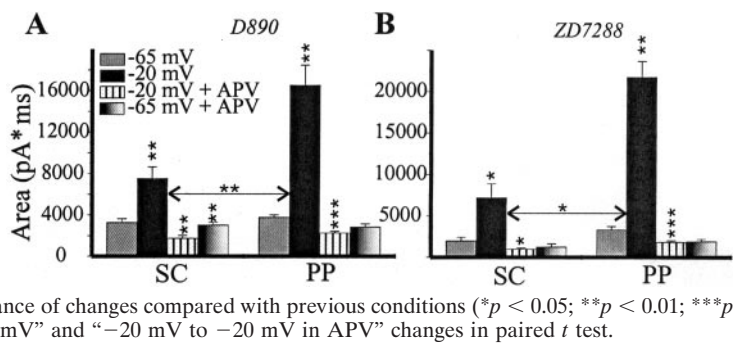 A D890
B ZD7288
-65 mV
-20 mV
-20 mV + APV
-65 mV + APV
Area (pA*ms)
16000
12000
8000
4000
0
**
**
**
**
**
***
SC PP
20000
15000
10000
5000
*
**
*
*
***
SC PP
ance of changes compared with previous conditions (*p < 0.05; **p < 0.01; ***p
mV” and “−20 mV to −20 mV in APV” changes in paired t test.